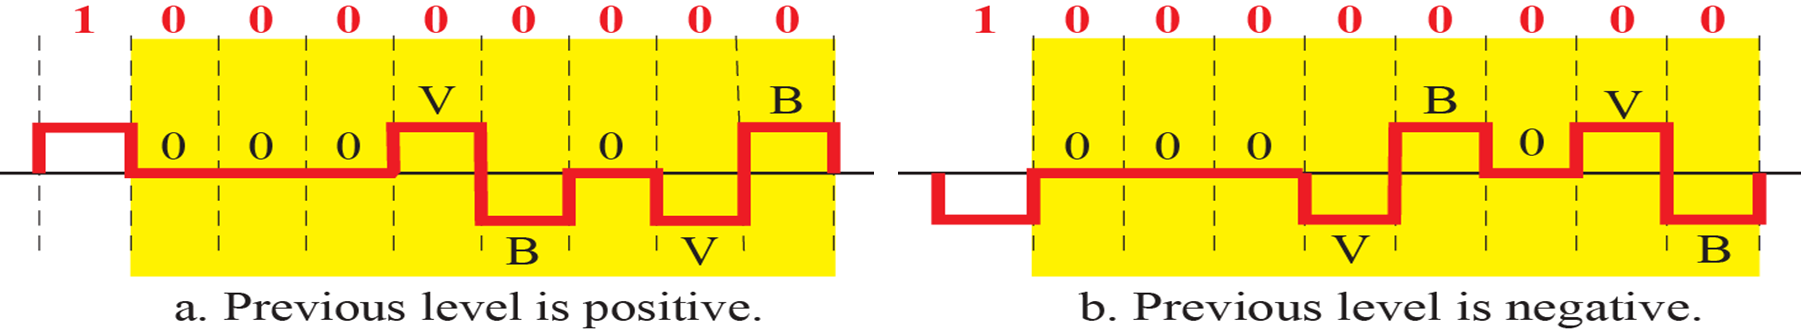 1 0 0 0 0 0 0 0 0
V B
0 0 0 0
B V
a. Previous level is positive.
1 0 0 0 0 0 0 0 0
B V
0 0 0 0
V B
b. Previous level is negative.